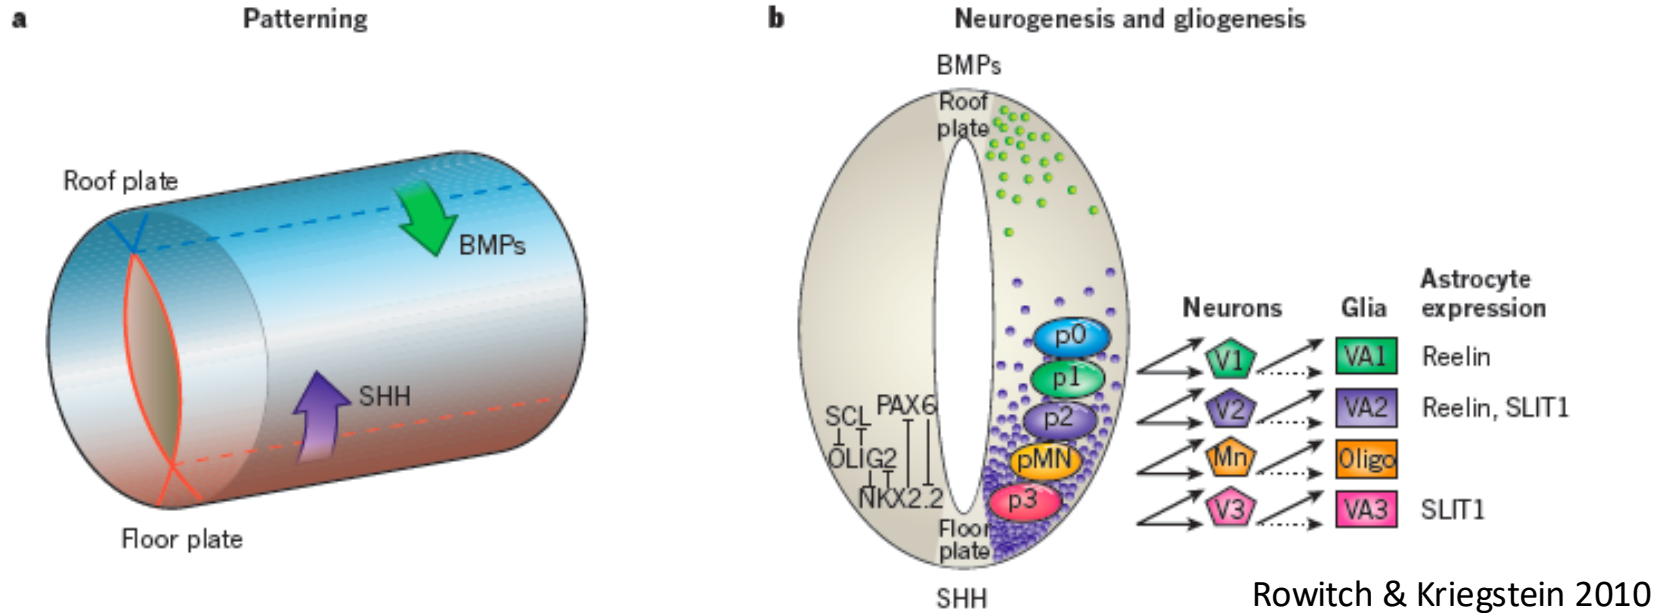 a
Patterning
Roof plate
BMPs
SHH
Floor plate
b
Neurogenesis and gliogenesis
BMPs
Roof
plate
p0
p1
p2
pMN
p3
SCL
PAX6
OLIG2
NKX2.2
Floor
plate
SHH
Neurons
Glia
Astrocyte
expression
V1
VA1
Reelin
V2
VA2
Reelin, SLIT1
Mn
Oligo
V3
VA3
SLIT1
Rowitch & Kriegstein 2010